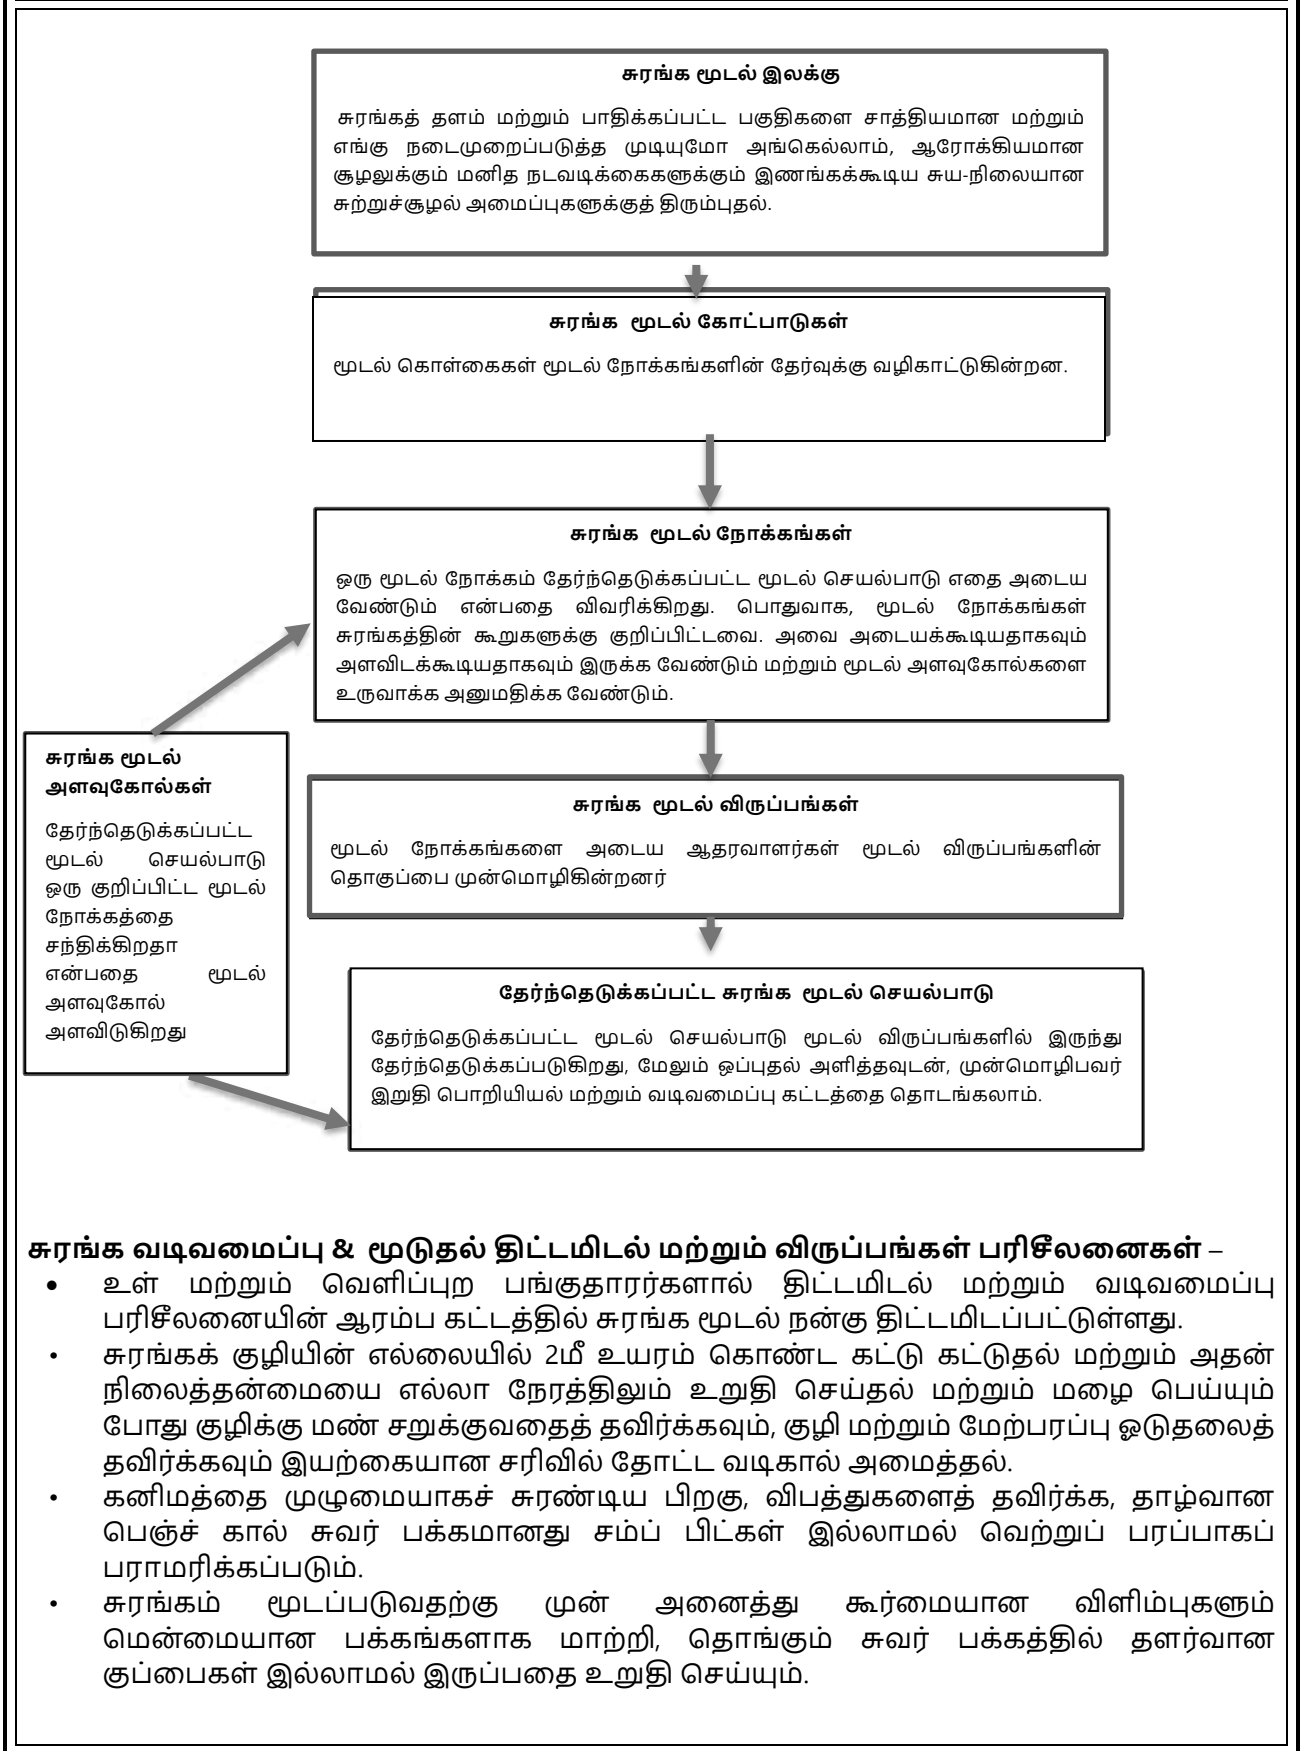 சுரங்க மூடல் இலக்கு
சுரங்கத் தளம் மற்றும் பாதிக்கப்பட்ட பகுதிகளை சாத்தியமான மற்றும்
எங்கு நடைமுறைப்படுத்த முடியுமோ அங்கெல்லாம், ஆரோக்கியமான
சூழலுக்கும் மனித நடவடிக்கைகளுக்கும் இணங்கக்கூடிய சுய-நிலையான
சுற்றுச்சூழல் அமைப்புகளுக்குத் திரும்புதல்.
சுரங்க மூடல் கோட்பாடுகள்
மூடல் கொள்கைகள் மூடல் நோக்கங்களின் தேர்வுக்கு வழிகாட்டுகின்றன.
சுரங்க மூடல் நோக்கங்கள்
ஒரு மூடல் நோக்கம் தேர்ந்தெடுக்கப்பட்ட மூடல் செயல்பாடு எதை அடைய
வேண்டும் என்பதை விவரிக்கிறது. பொதுவாக, மூடல் நோக்கங்கள்
சுரங்கத்தின் கூறுகளுக்கு குறிப்பிட்டவை. அவை அடையக்கூடியதாகவும்
அளவிடக்கூடியதாகவும் இருக்க வேண்டும் மற்றும் மூடல் அளவுகோல்களை
உருவாக்க அனுமதிக்க வேண்டும்.
சுரங்க மூடல்
அளவுகோல்கள்
தேர்ந்தெடுக்கப்பட்ட
மூடல் செயல்பாடு
ஒரு குறிப்பிட்ட மூடல்
நோக்கத்தை
சந்திக்கிறதா
என்பதை மூடல்
அளவுகோல்
அளவிடுகிறது
சுரங்க மூடல் விருப்பங்கள்
மூடல் நோக்கங்களை அடைய ஆதரவாளர்கள் மூடல் விருப்பங்களின்
தொகுப்பை முன்மொழிகின்றனர்
தேர்ந்தெடுக்கப்பட்ட சுரங்க மூடல் செயல்பாடு
தேர்ந்தெடுக்கப்பட்ட மூடல் செயல்பாடு மூடல் விருப்பங்களில் இருந்து
தேர்ந்தெடுக்கப்படுகிறது, மேலும் ஒப்புதல் அளித்தவுடன், முன்மொழிபவர்
இறுதி பொறியியல் மற்றும் வடிவமைப்பு கட்டத்தை தொடங்கலாம்.
சுரங்க வடிவமைப்பு & மூடுதல் திட்டமிடல் மற்றும் விருப்பங்கள் பரிசீலனைகள் –
• உள் மற்றும் வெளிப்புற பங்குதாரர்களால் திட்டமிடல் மற்றும் வடிவமைப்பு
பரிசீலனையின் ஆரம்ப கட்டத்தில் சுரங்க மூடல் நன்கு திட்டமிடப்பட்டுள்ளது.
• சுரங்கக் குழியின் எல்லையில் 2மீ உயரம் கொண்ட கட்டு கட்டுதல் மற்றும் அதன்
நிலைத்தன்மையை எல்லா நேரத்திலும் உறுதி செய்தல் மற்றும் மழை பெய்யும்
போது குழிக்கு மண் சறுக்குவதைத் தவிர்க்கவும், குழி மற்றும் மேற்பரப்பு ஓடுதலைத்
தவிர்க்கவும் இயற்கையான சரிவில் தோட்ட வடிகால் அமைத்தல்.
• கனிமத்தை முழுமையாகச் சுரண்டிய பிறகு, விபத்துகளைத் தவிர்க்க, தாழ்வான
பெஞ்ச் கால் சுவர் பக்கமானது சம்ப் பிட்கள் இல்லாமல் வெற்றுப் பரப்பாகப்
பராமரிக்கப்படும்.
• சுரங்கம் மூடப்படுவதற்கு முன் அனைத்து கூர்மையான விளிம்புகளும்
மென்மையான பக்கங்களாக மாற்றி, தொங்கும் சுவர் பக்கத்தில் தளர்வான
குப்பைகள் இல்லாமல் இருப்பதை உறுதி செய்யும்.